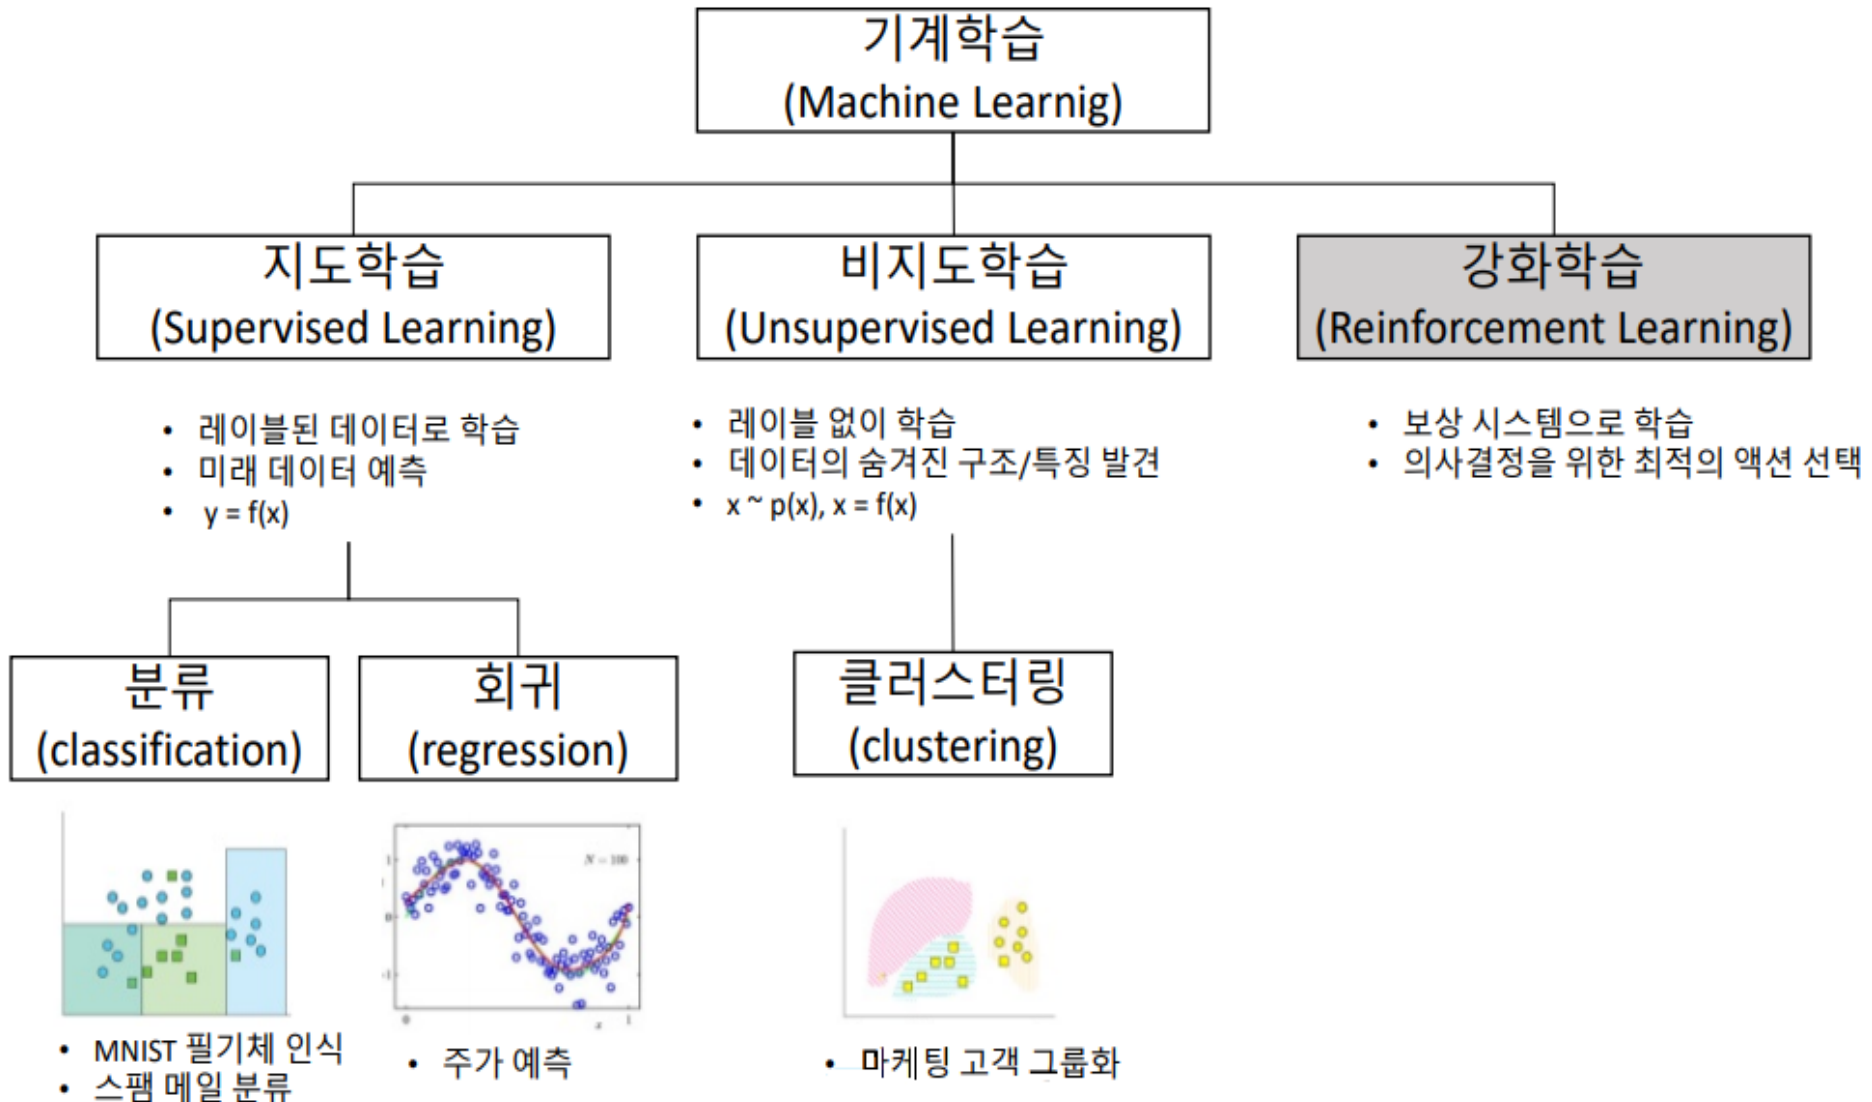 기계학습
(Machine Learnig)
지도학습
(Supervised Learning)
비지도학습
(Unsupervised Learning)
강화학습
(Reinforcement Learning)
• 레이블된 데이터로 학습
• 미래 데이터 예측
• y = f(x)
• 레이블 없이 학습
• 데이터의 숨겨진 구조/특징 발견
• x ~ p(x), x = f(x)
• 보상 시스템으로 학습
• 의사결정을 위한 최적의 액션 선택
분류
(classification)
회귀
(regression)
클러스터링
(clustering)
N = 100
1
0
-1
0 x 1
• MNIST 필기체 인식
• 스팸 메일 분류
• 주가 예측
• 마케팅 고객 그룹화